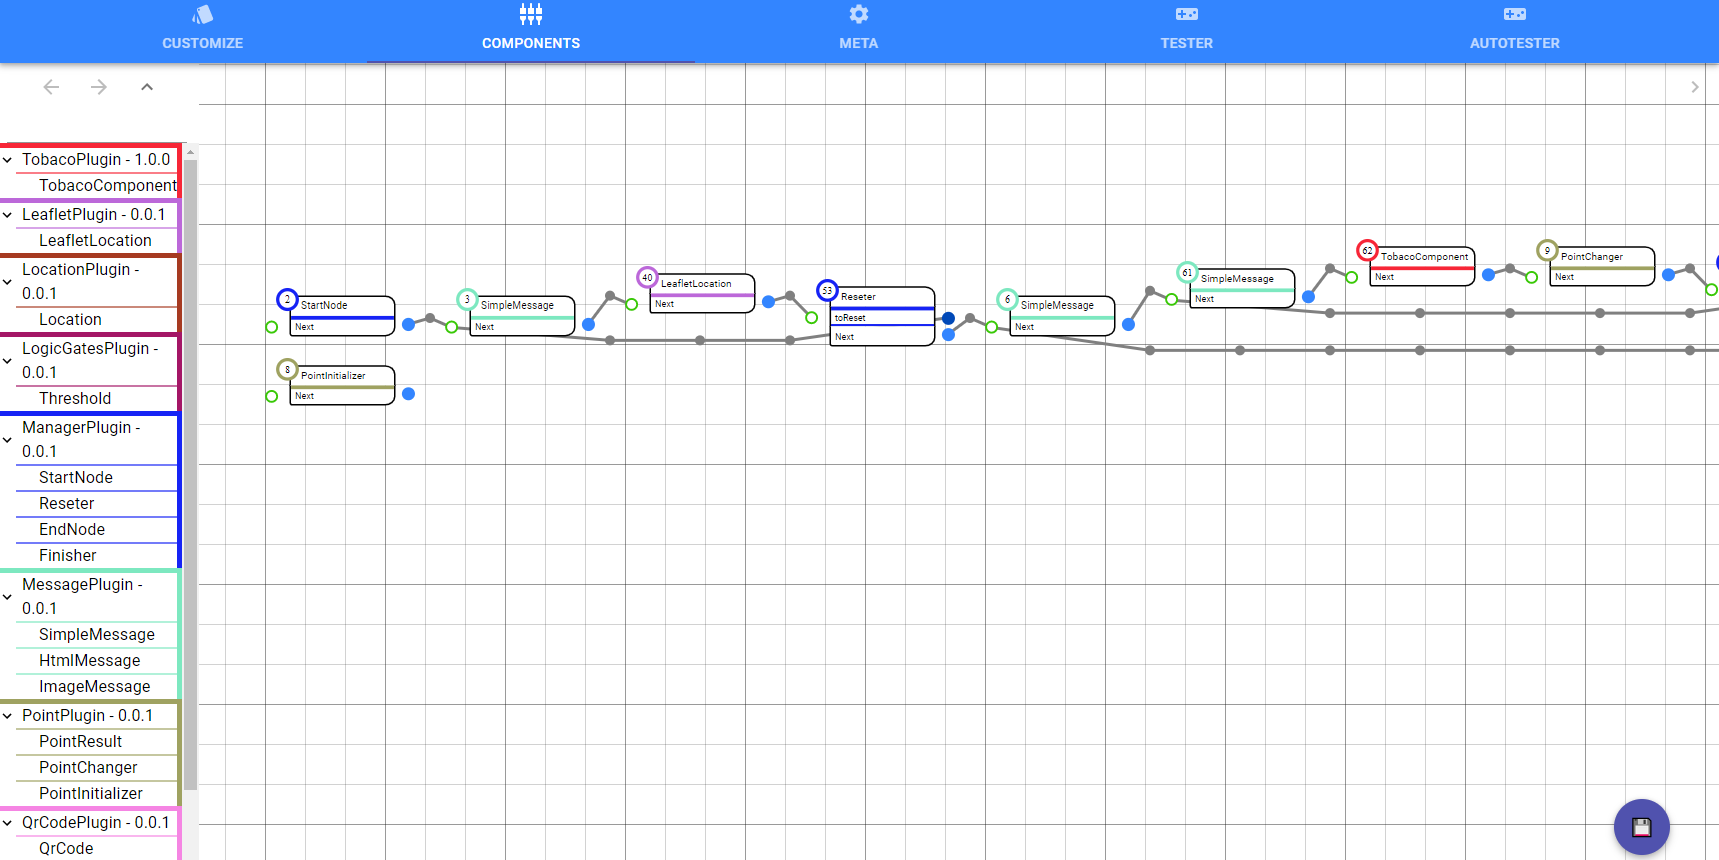 CUSTOMIZE
COMPONENTS
META
TESTER
AUTOTESTER
TobacoPlugin - 1.0.0
TobacoComponent
LeafletPlugin - 0.0.1
LeafletLocation
LocationPlugin -
0.0.1
Location
LogicGatesPlugin -
0.0.1
Threshold
ManagerPlugin -
0.0.1
StartNode
Reseter
EndNode
Finisher
MessagePlugin -
0.0.1
SimpleMessage
HtmlMessage
ImageMessage
PointPlugin - 0.0.1
PointResult
PointChanger
PointInitializer
QrCodePlugin - 0.0.1
QrCode
2
StartNode
Next
8
PointInitializer
Next
3
SimpleMessage
Next
40
LeafletLocation
Next
53
Reseter
toReset
Next
6
SimpleMessage
Next
61
SimpleMessage
Next
62
TobacoComponent
Next
9
PointChanger
Next